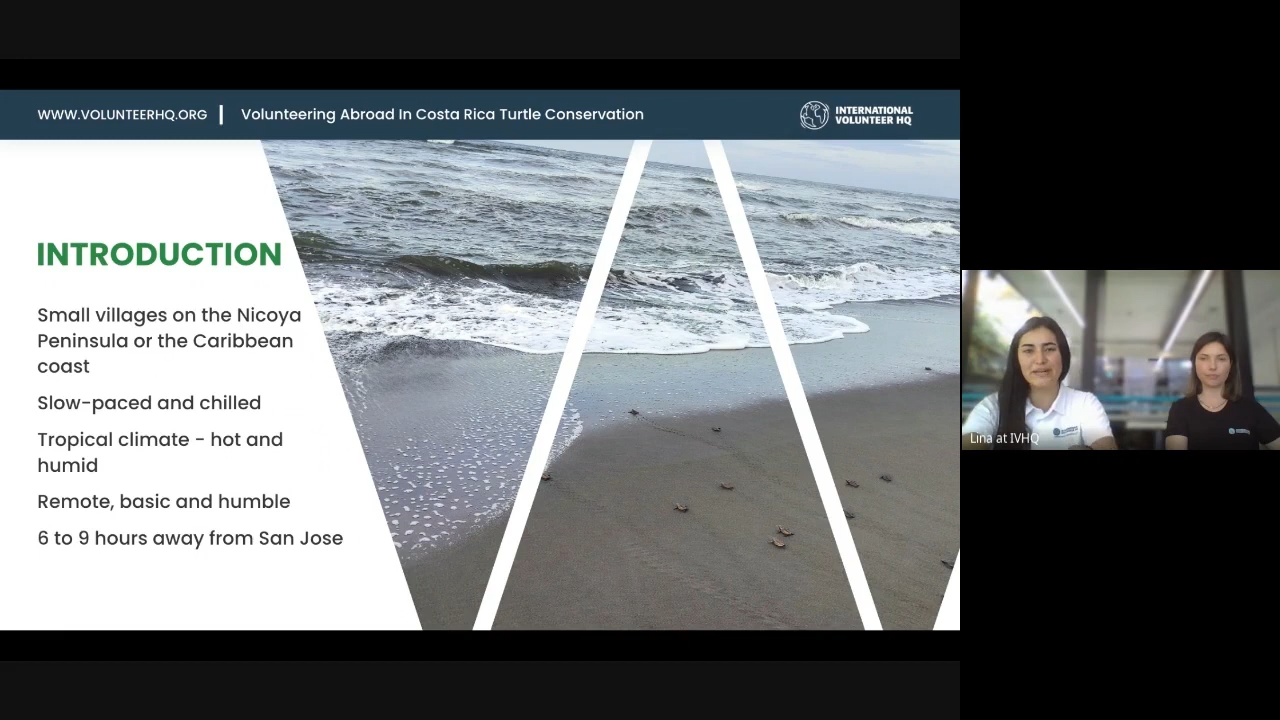 WWW.VOLUNTEERHQ.ORG | Volunteering Abroad In Costa Rica Turtle Conservation
INTERNATIONAL
VOLUNTEER HQ
INTRODUCTION
Small villages on the Nicoya
Peninsula or the Caribbean
coast
Slow-paced and chilled
Tropical climate - hot and
humid
Remote, basic and humble
6 to 9 hours away from San Jose
Lina at IVHQ